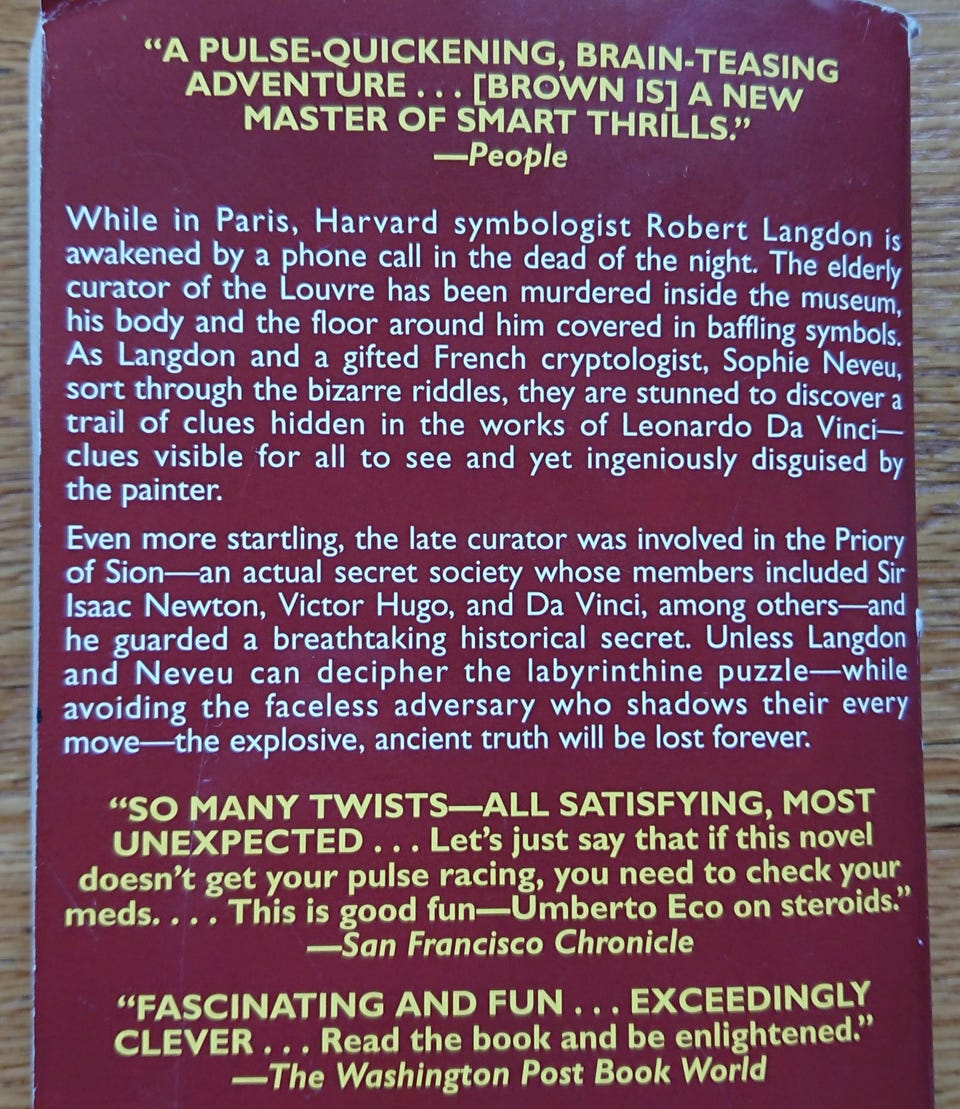 “A PULSE-QUICKENING, BRAIN-TEASING
ADVENTURE . . . [BROWN IS] A NEW
MASTER OF SMART THRILLS.”
—People
While in Paris, Harvard symbologist Robert Langdon is
awakened by a phone call in the dead of the night. The elderly
curator of the Louvre has been murdered inside the museum,
his body and the floor around him covered in baffling symbols.
As Langdon and a gifted French cryptologist, Sophie Neveu,
sort through the bizarre riddles, they are stunned to discover a
trail of clues hidden in the works of Leonardo Da Vinci—
clues visible for all to see and yet ingeniously disguised by
the painter.
Even more startling, the late curator was involved in the Priory
of Sion—an actual secret society whose members included Sir
Isaac Newton, Victor Hugo, and Da Vinci, among others—and
he guarded a breathtaking historical secret. Unless Langdon
and Neveu can decipher the labyrinthine puzzle—while
avoiding the faceless adversary who shadows their every
move—the explosive, ancient truth will be lost forever.
“SO MANY TWISTS—ALL SATISFYING, MOST
UNEXPECTED . . . Let’s just say that if this novel
doesn’t get your pulse racing, you need to check your
meds. . . . This is good fun—Umberto Eco on steroids.”
—San Francisco Chronicle
“FASCINATING AND FUN . . . EXCEEDINGLY
CLEVER . . . Read the book and be enlightened.”
—The Washington Post Book World